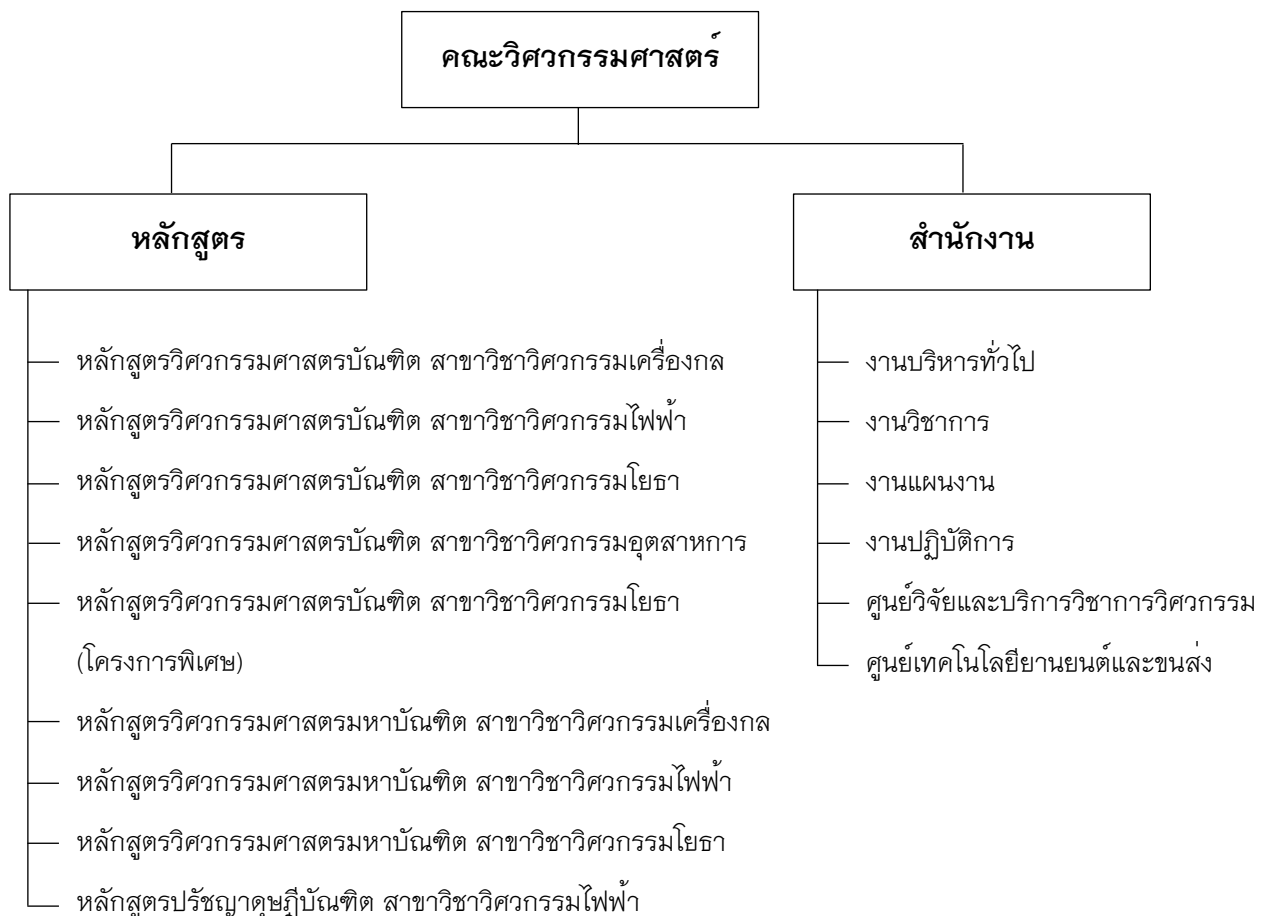 คณะวิศวกรรมศาสตร์
หลักสูตร
หลักสูตรวิศวกรรมศาสตรบัณฑิต สาขาวิชาวิศวกรรมเครื่องกล
หลักสูตรวิศวกรรมศาสตรบัณฑิต สาขาวิชาวิศวกรรมไฟฟ้า
หลักสูตรวิศวกรรมศาสตรบัณฑิต สาขาวิชาวิศวกรรมโยธา
หลักสูตรวิศวกรรมศาสตรบัณฑิต สาขาวิชาวิศวกรรมอุตสาหการ
หลักสูตรวิศวกรรมศาสตรบัณฑิต สาขาวิชาวิศวกรรมโยธา
(โครงการพิเศษ)
หลักสูตรวิศวกรรมศาสตรมหาบัณฑิต สาขาวิชาวิศวกรรมเครื่องกล
หลักสูตรวิศวกรรมศาสตรมหาบัณฑิต สาขาวิชาวิศวกรรมไฟฟ้า
หลักสูตรวิศวกรรมศาสตรมหาบัณฑิต สาขาวิชาวิศวกรรมโยธา
หลักสูตรปรัชญาดุษฎีบัณฑิต สาขาวิชาวิศวกรรมไฟฟ้า
สำนักงาน
งานบริหารทั่วไป
งานวิชาการ
งานแผนงาน
งานปฏิบัติการ
ศูนย์วิจัยและบริการวิชาการวิศวกรรม
ศูนย์เทคโนโลยียานยนต์และขนส่ง